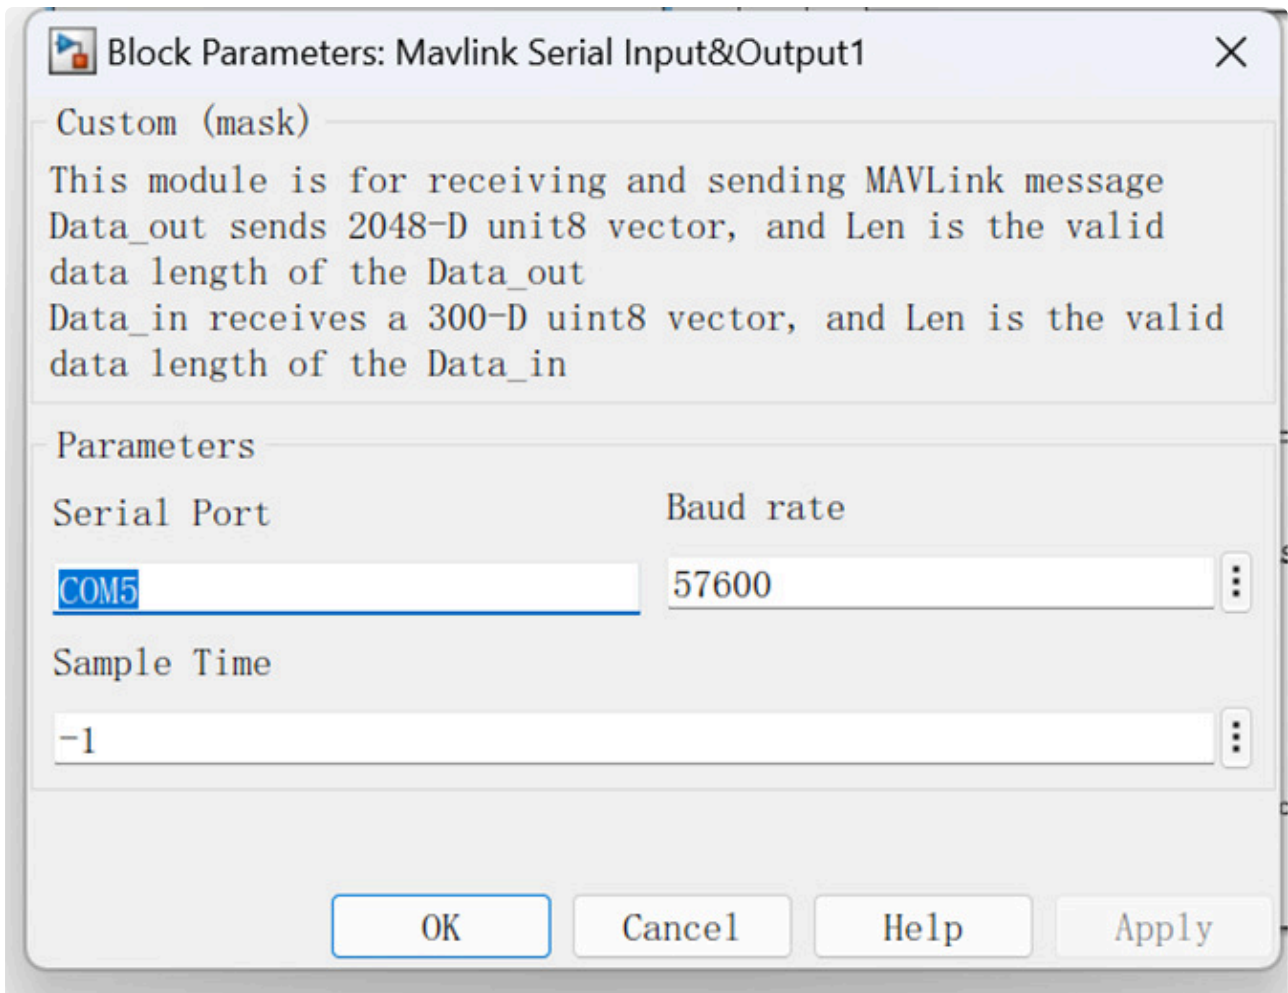 Block Parameters: Mavlink Serial Input&Output1
Custom (mask)
This module is for receiving and sending MAVLink message
Data_out sends 2048-D unit8 vector, and Len is the valid
data length of the Data_out
Data_in receives a 300-D uint8 vector, and Len is the valid
data length of the Data_in
Parameters
Serial Port
Baud rate
COM5
57600
Sample Time
-1
OK
Cancel
Help
Apply